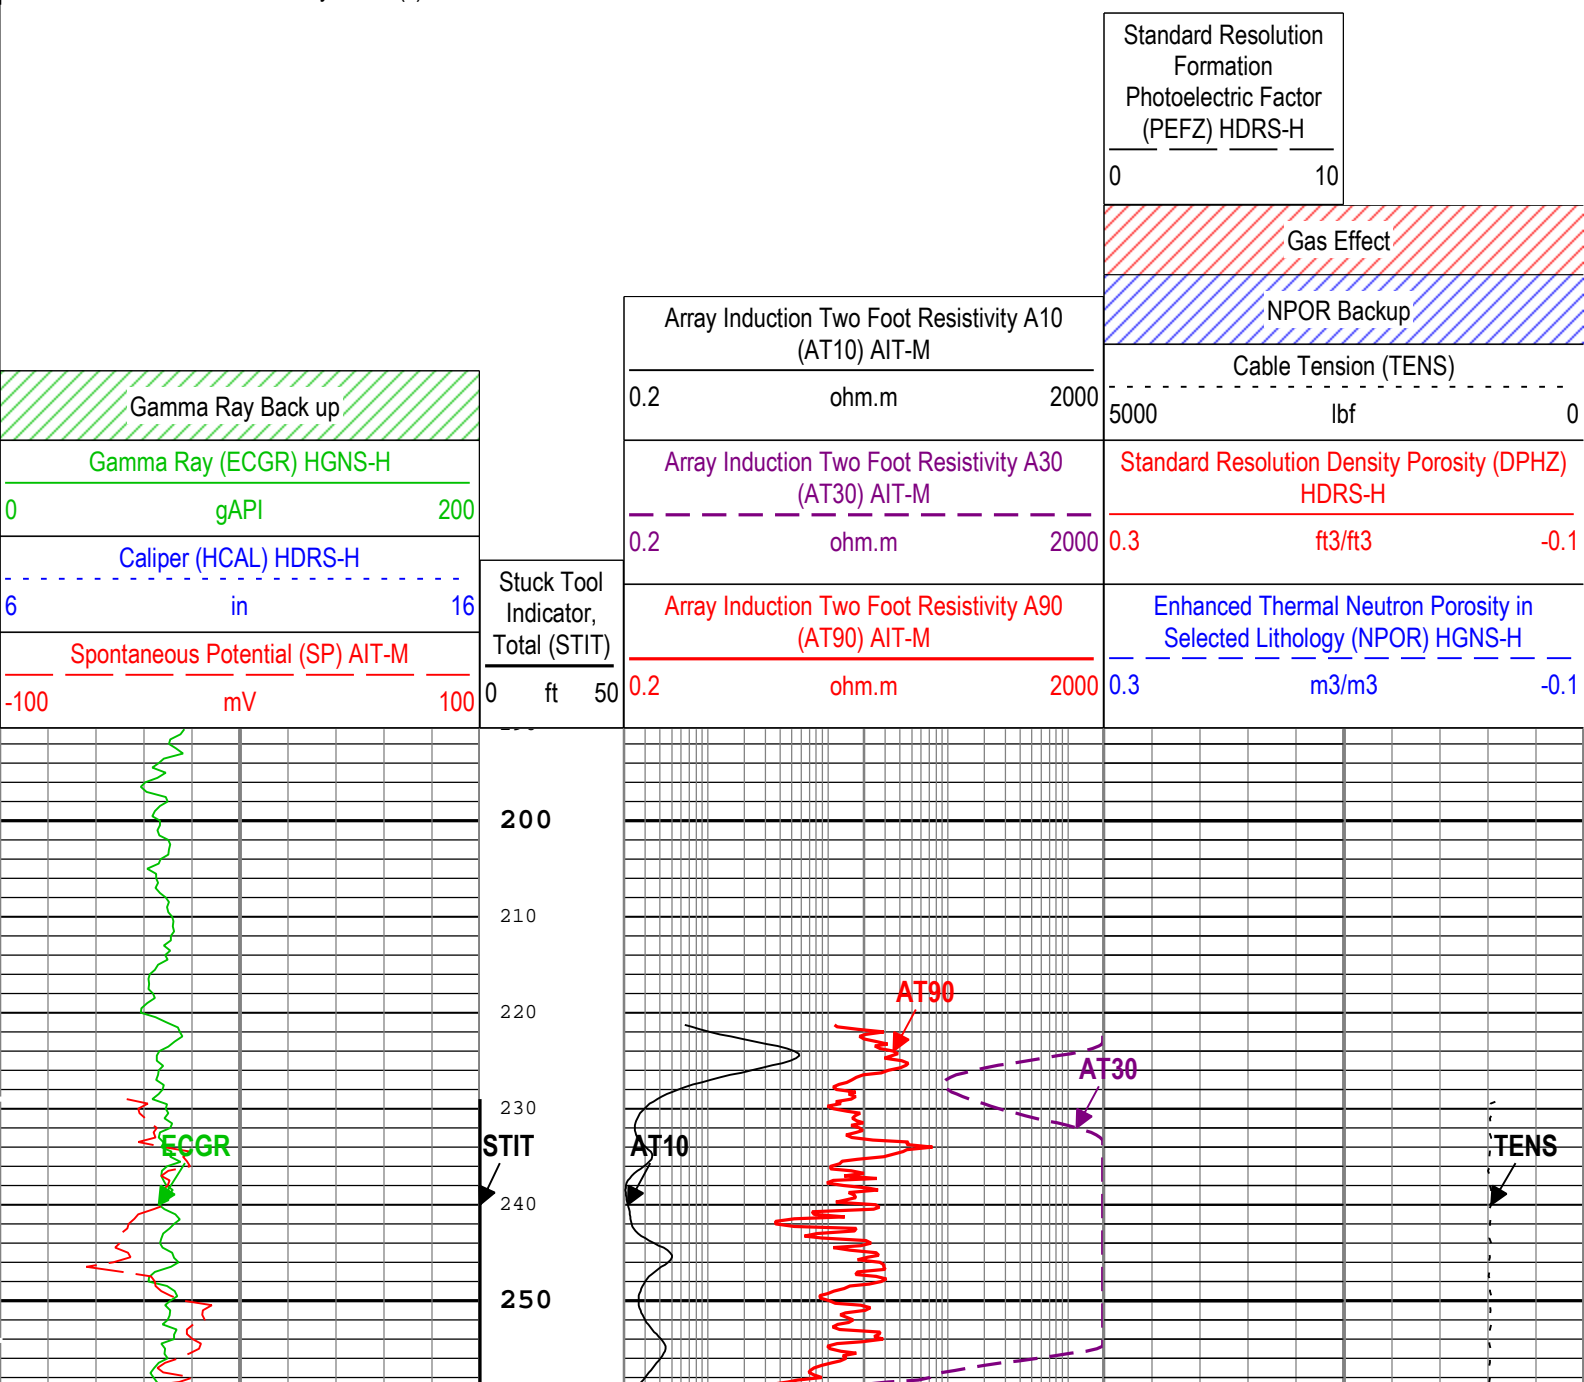 Standard Resolution
Formation
Photoelectric Factor
(PEFZ) HDRS-H
0 10
Gas Effect
NPOR Backup
Cable Tension (TENS)
5000 lbf 0
Standard Resolution Density Porosity (DPHZ)
HDRS-H
0.3 ft3/ft3 -0.1
Enhanced Thermal Neutron Porosity in
Selected Lithology (NPOR) HGNS-H
0.3 m3/m3 -0.1
Array Induction Two Foot Resistivity A10
(AT10) AIT-M
0.2 ohm.m 2000
Array Induction Two Foot Resistivity A30
(AT30) AIT-M
0.2 ohm.m 2000
Array Induction Two Foot Resistivity A90
(AT90) AIT-M
0.2 ohm.m 2000
Gamma Ray Back up
Gamma Ray (ECGR) HGNS-H
0 gAPI 200
Caliper (HCAL) HDRS-H
6 in 16
Spontaneous Potential (SP) AIT-M
-100 mV 100
Stuck Tool
Indicator,
Total (STIT)
0 ft 50
200
210
AT90
220
AT30
230
ECGR STIT AT10 TENS
240
250